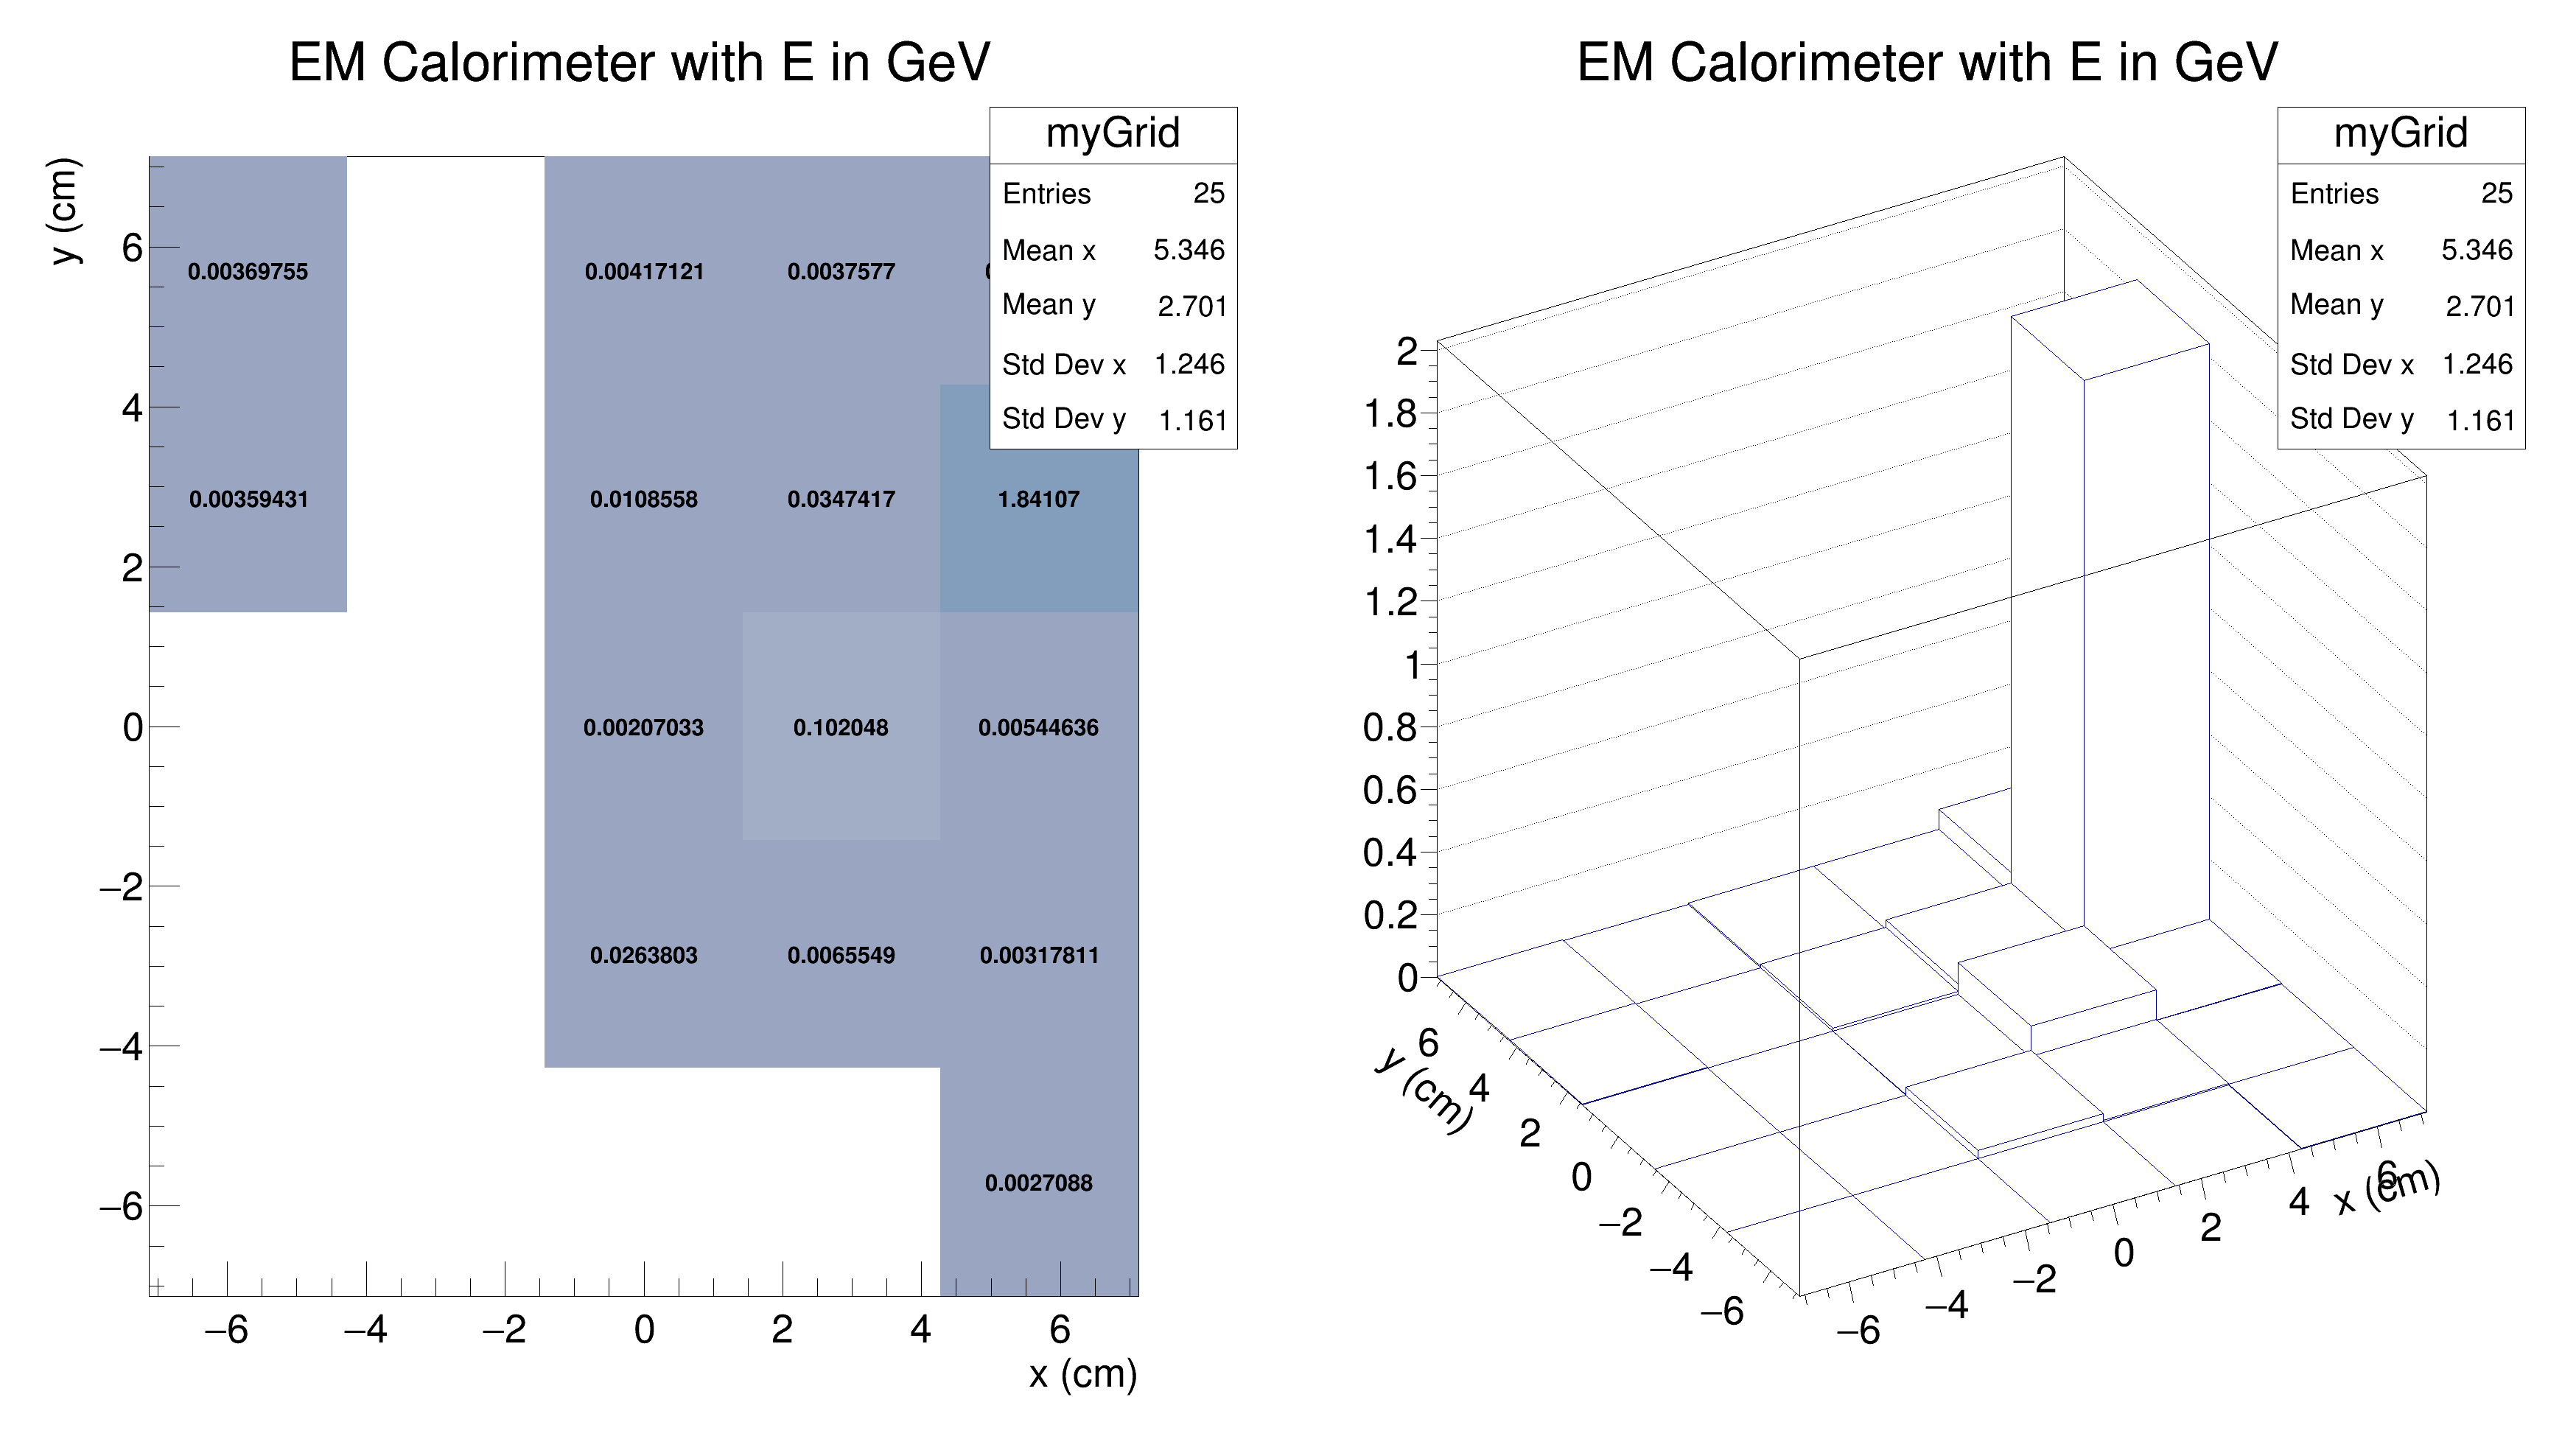 EM Calorimeter with E in GeV
myGrid
Entries 25
Mean x 5.346
Mean y 2.701
Std Dev x 1.246
Std Dev y 1.161
y (cm)
6
4
2
0
−2
−4
−6
0.00369755 0.00417121 0.0037577
0.00359431 0.0108558 0.0347417 1.84107
0.00207033 0.102048 0.00544636
0.0263803 0.0065549 0.00317811
0.0027088
−6 −4 −2 0 2 4 6
x (cm)
EM Calorimeter with E in GeV
myGrid
Entries 25
Mean x 5.346
Mean y 2.701
Std Dev x 1.246
Std Dev y 1.161
2
1.8
1.6
1.4
1.2
1
0.8
0.6
0.4
0.2
0
y (cm)
6
4
2
0
−2
−4
−6
−6 −4 −2 0 2 4 6
x (cm)